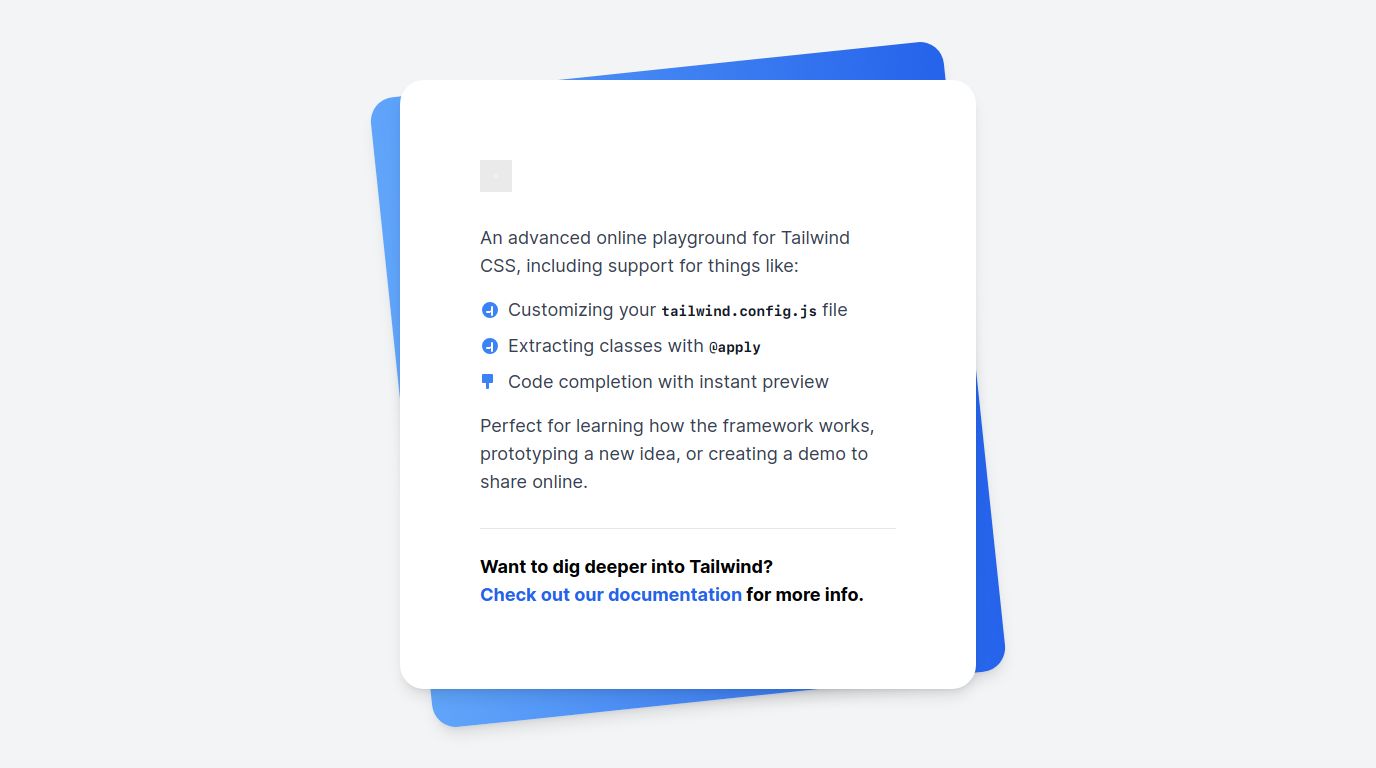 An advanced online playground for Tailwind
CSS, including support for things like:
Customizing your tailwind.config.js file
Extracting classes with @apply
Code completion with instant preview
Perfect for learning how the framework works,
prototyping a new idea, or creating a demo to
share online.
Want to dig deeper into Tailwind?
Check out our documentation for more info.